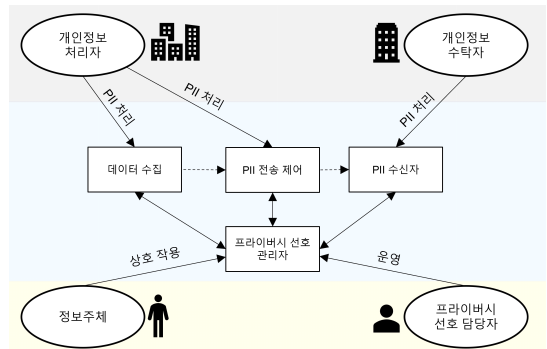 개인정보
처리자
개인정보
수탁자
PII 처리
PII 처리
PII 처리
데이터 수집
PII 전송 제어
PII 수신자
프라이버시 선호
관리자
상호 작용
운영
정보주체
프라이버시
선호 담당자